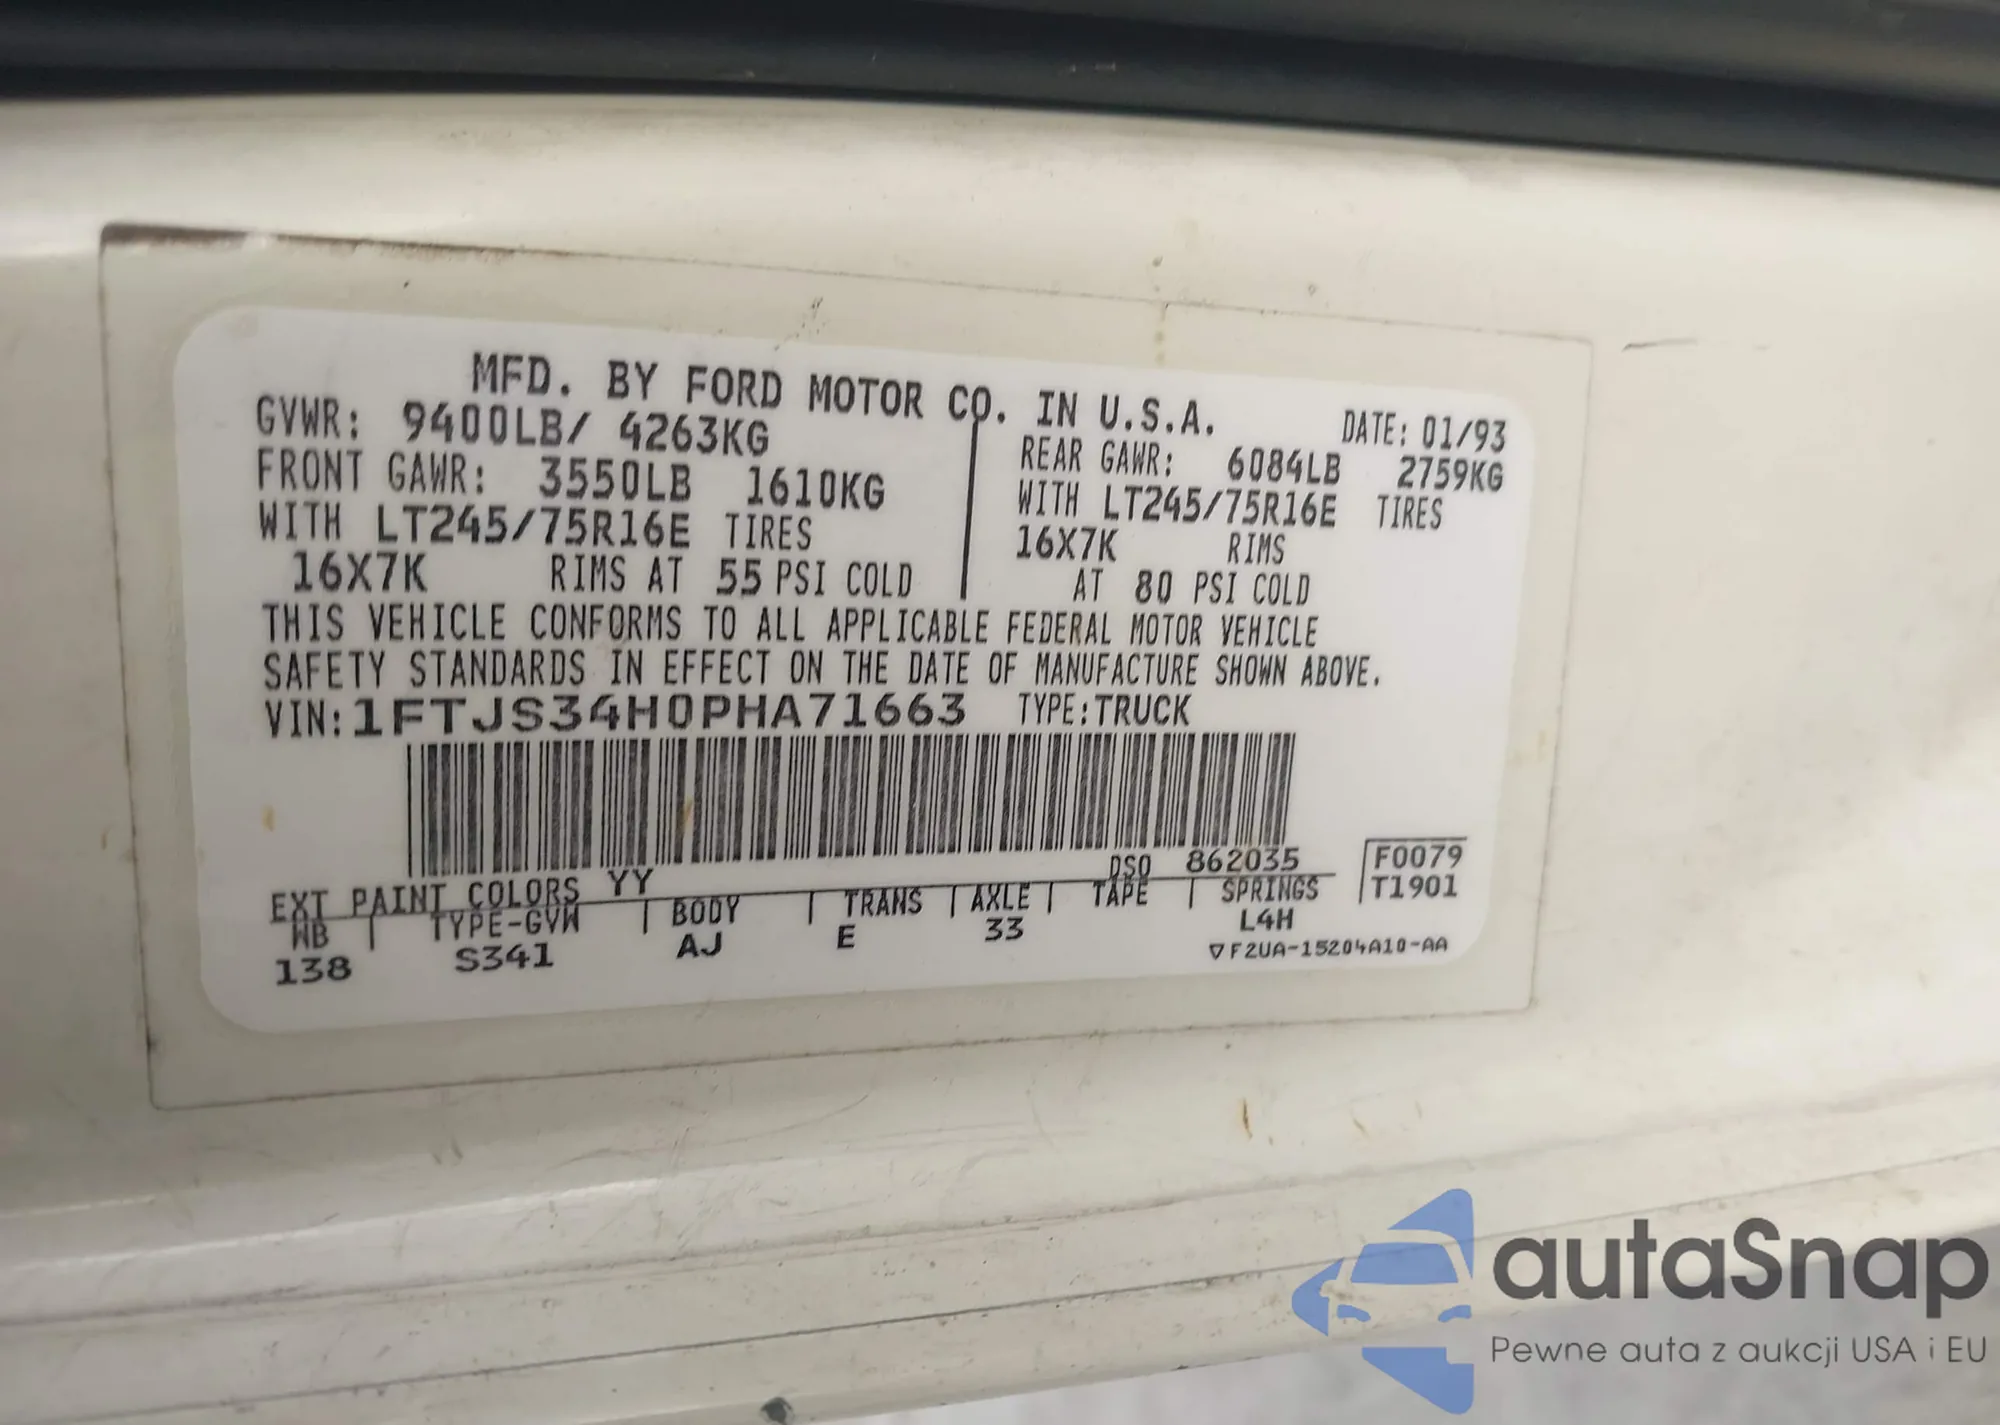 MFD. BY FORD MOTOR CO. IN U.S.A.
DATE: 01/93
GVWR: 9400LB/ 4263KG
FRONT GAWR: 3550LB 1610KG
WITH LT245/75R16E TIRES
16X7K RIMS AT 55 PSI COLD
REAR GAWR: 6084LB 2759KG
WITH LT245/75R16E TIRES
16X7K RIMS
AT 80 PSI COLD
THIS VEHICLE CONFORMS TO ALL APPLICABLE FEDERAL MOTOR VEHICLE
SAFETY STANDARDS IN EFFECT ON THE DATE OF MANUFACTURE SHOWN ABOVE.
VIN: 1FTJS34H0PHA71663 TYPE: TRUCK
F0079
T1901
EXT PAINT COLORS YY DSO 862035
WB | TYPE-GVW | BODY | TRANS | AXLE | TAPE | SPRINGS
138 S341 AJ E 33 L4H
▽F2UA-15204A10-AA
autaSnap
Pewne auta z aukcji USA i EU